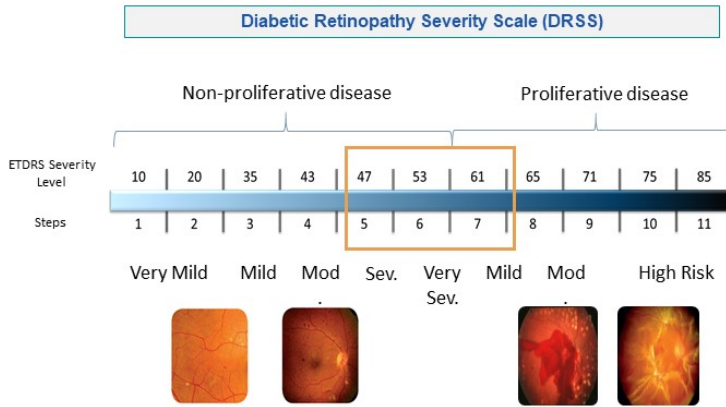 Diabetic Retinopathy Severity Scale (DRSS)
Non-proliferative disease
Proliferative disease
ETDRS Severity
Level
10 20 35 43 47 53 61 65 71 75 85
Steps
1 2 3 4 5 6 7 8 9 10 11
Very Mild Mild Mod Sev. Very Mild Mod High Risk
. Sev. .